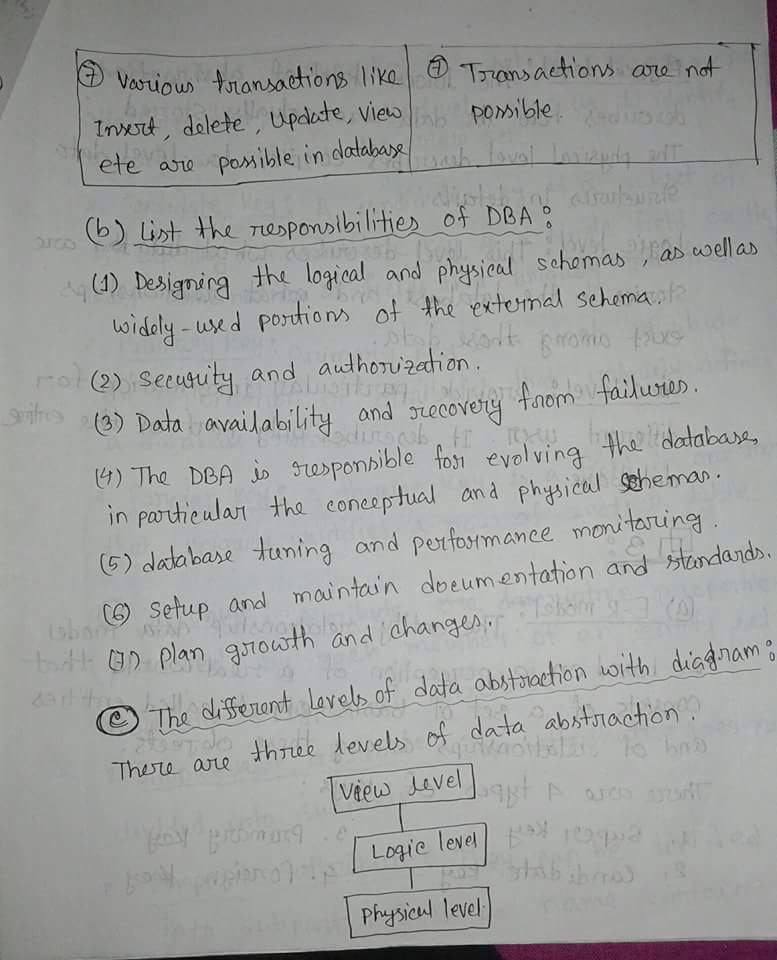 ⑦ Various transactions like
Insert, delete, Update, View
etc are possible in database
⑦ Transactions are not
possible.
(b) List the responsibilities of DBA :
(1) Designing the logical and physical schemas, as well as
widely-used portions of the external schema.
(2) Security and authorization.
(3) Data availability and recovery from failures.
(4) The DBA is responsible for evolving the database,
in particular the conceptual and physical schemas.
(5) database tuning and performance monitoring.
(6) Setup and maintain documentation and standards.
(7) Plan growth and changes.
(c) The different levels of data abstraction with diagram :
There are three levels of data abstraction.
View level
Logic level
Physical level